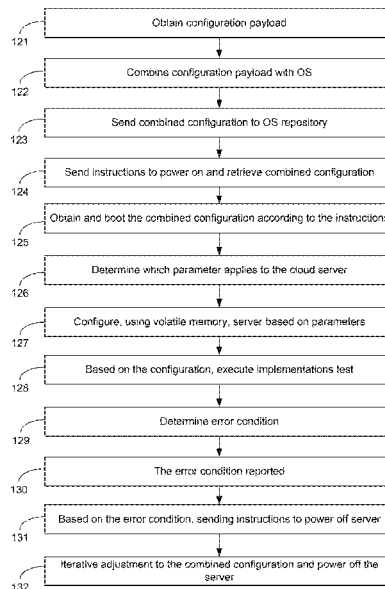 Obtain configuration payload
121
Combine configuration payload with OS
122
Send combined configuration to OS repository
123
Send instructions to power on and retrieve combined configuration
124
Obtain and boot the combined configuration according to the instructions
125
Determine which parameter applies to the cloud server
126
Configure, using volatile memory, server based on parameters
127
Based on the configuration, execute implementations test
128
Determine error condition
129
The error condition reported
130
Based on the error condition, sending instructions to power off server
131
Iterative adjustment to the combined configuration and power off the
server
132